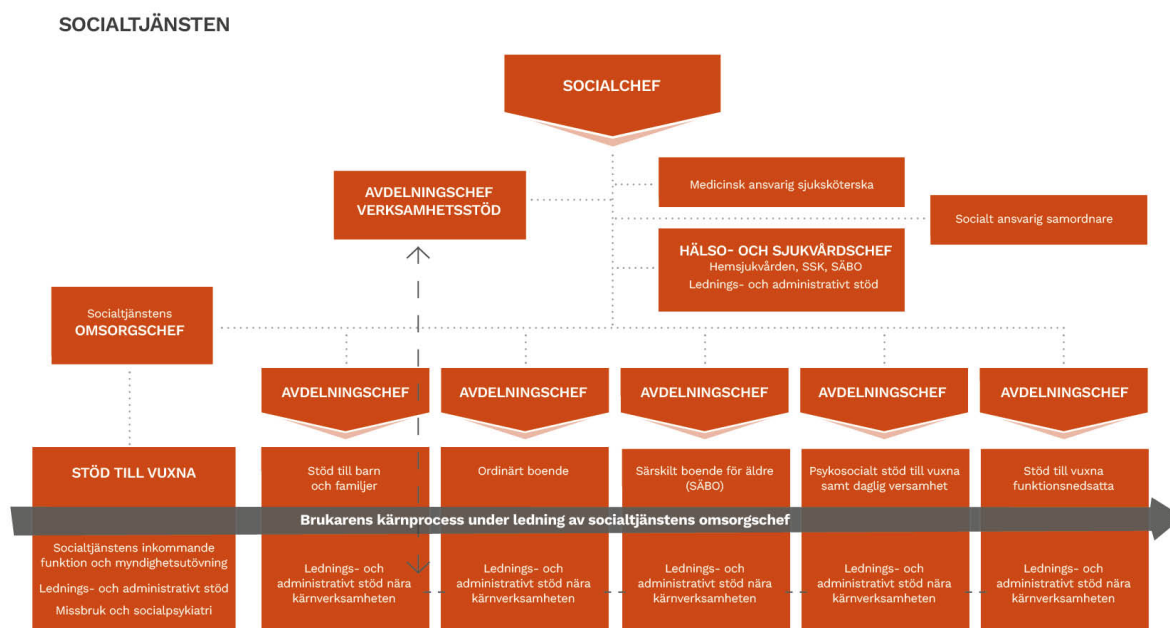 SOCIALTJÄNSTEN
SOCIALCHEF
AVDELNINGSCHEF
VERKSAMHETSSTÖD
Medicinsk ansvarig sjuksköterska
Socialt ansvarig samordnare
HÄLSO- OCH SJUKVÅRDSCHEF
Hemsjukvården, SSK, SÄBO
Lednings- och administrativt stöd
Socialtjänstens
OMSORGSCHEF
AVDELNINGSCHEF
AVDELNINGSCHEF
AVDELNINGSCHEF
AVDELNINGSCHEF
AVDELNINGSCHEF
STÖD TILL VUXNA
Stöd till barn
och familjer
Ordinärt boende
Särskilt boende för äldre
(SÄBO)
Psykosocialt stöd till vuxna
samt daglig versamhet
Stöd till vuxna
funktionsnedsatta
Brukarens kärnprocess under ledning av socialtjänstens omsorgschef
Socialtjänstens inkommande
funktion och myndighetsutövning
Lednings- och administrativt stöd
Missbruk och socialpsykiatri
Lednings- och
administrativt stöd nära
kärnverksamheten
Lednings- och
administrativt stöd nära
kärnverksamheten
Lednings- och
administrativt stöd nära
kärnverksamheten
Lednings- och
administrativt stöd nära
kärnverksamheten
Lednings- och
administrativt stöd nära
kärnverksamheten